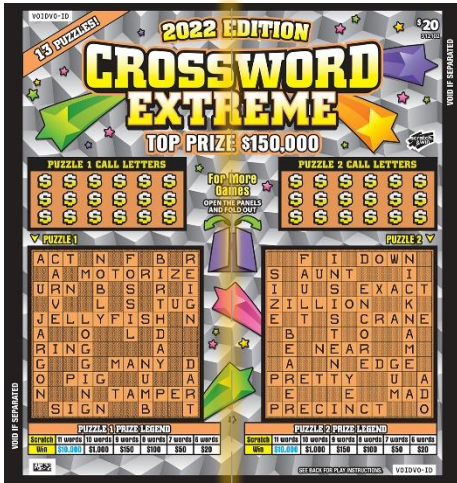 VOIDVO-ID
13 PUZZLES!
2022 EDITION
$20
CROSSWORD
EXTREME
TOP PRIZE $150,000
VOID IF SEPARATED
PUZZLE 1 CALL LETTERS
PUZZLE 2 CALL LETTERS
$ $ $ $ $ $
$ $ $ $ $ $
$ $ $ $ $ $
$ $ $ $ $ $
$ $ $ $ $ $
$ $ $ $ $ $
For More
Games
OPEN THE PANELS
AND FOLD OUT
PUZZLE 1
PUZZLE 2
A C T N F B R
A M O T O R I Z E
U R N B S R I
V L S T U G
J E L L Y F I S H N
A O L D
R I N G D A
G G M A N Y D
O P I G U A
N N T A M P E R
S I G N B T T
F I D O W N
S A U N T I
I U S E X A C T
Z I L L I O N K
E T S C R A N E
B T O A
E N E A R M
A N E D G E
P R E T T Y U A
E E M A D
P R E C I N C T O
PUZZLE 1 PRIZE LEGEND
Scratch 11 words 10 words 9 words 8 words 7 words 6 words
Win $10,000 $1,000 $150 $100 $50 $20
PUZZLE 2 PRIZE LEGEND
Scratch 11 words 10 words 9 words 8 words 7 words 6 words
Win $10,000 $1,000 $150 $100 $50 $20
VOID IF SEPARATED
SEE BACK FOR PLAY INSTRUCTIONS.
VOIDVO-ID